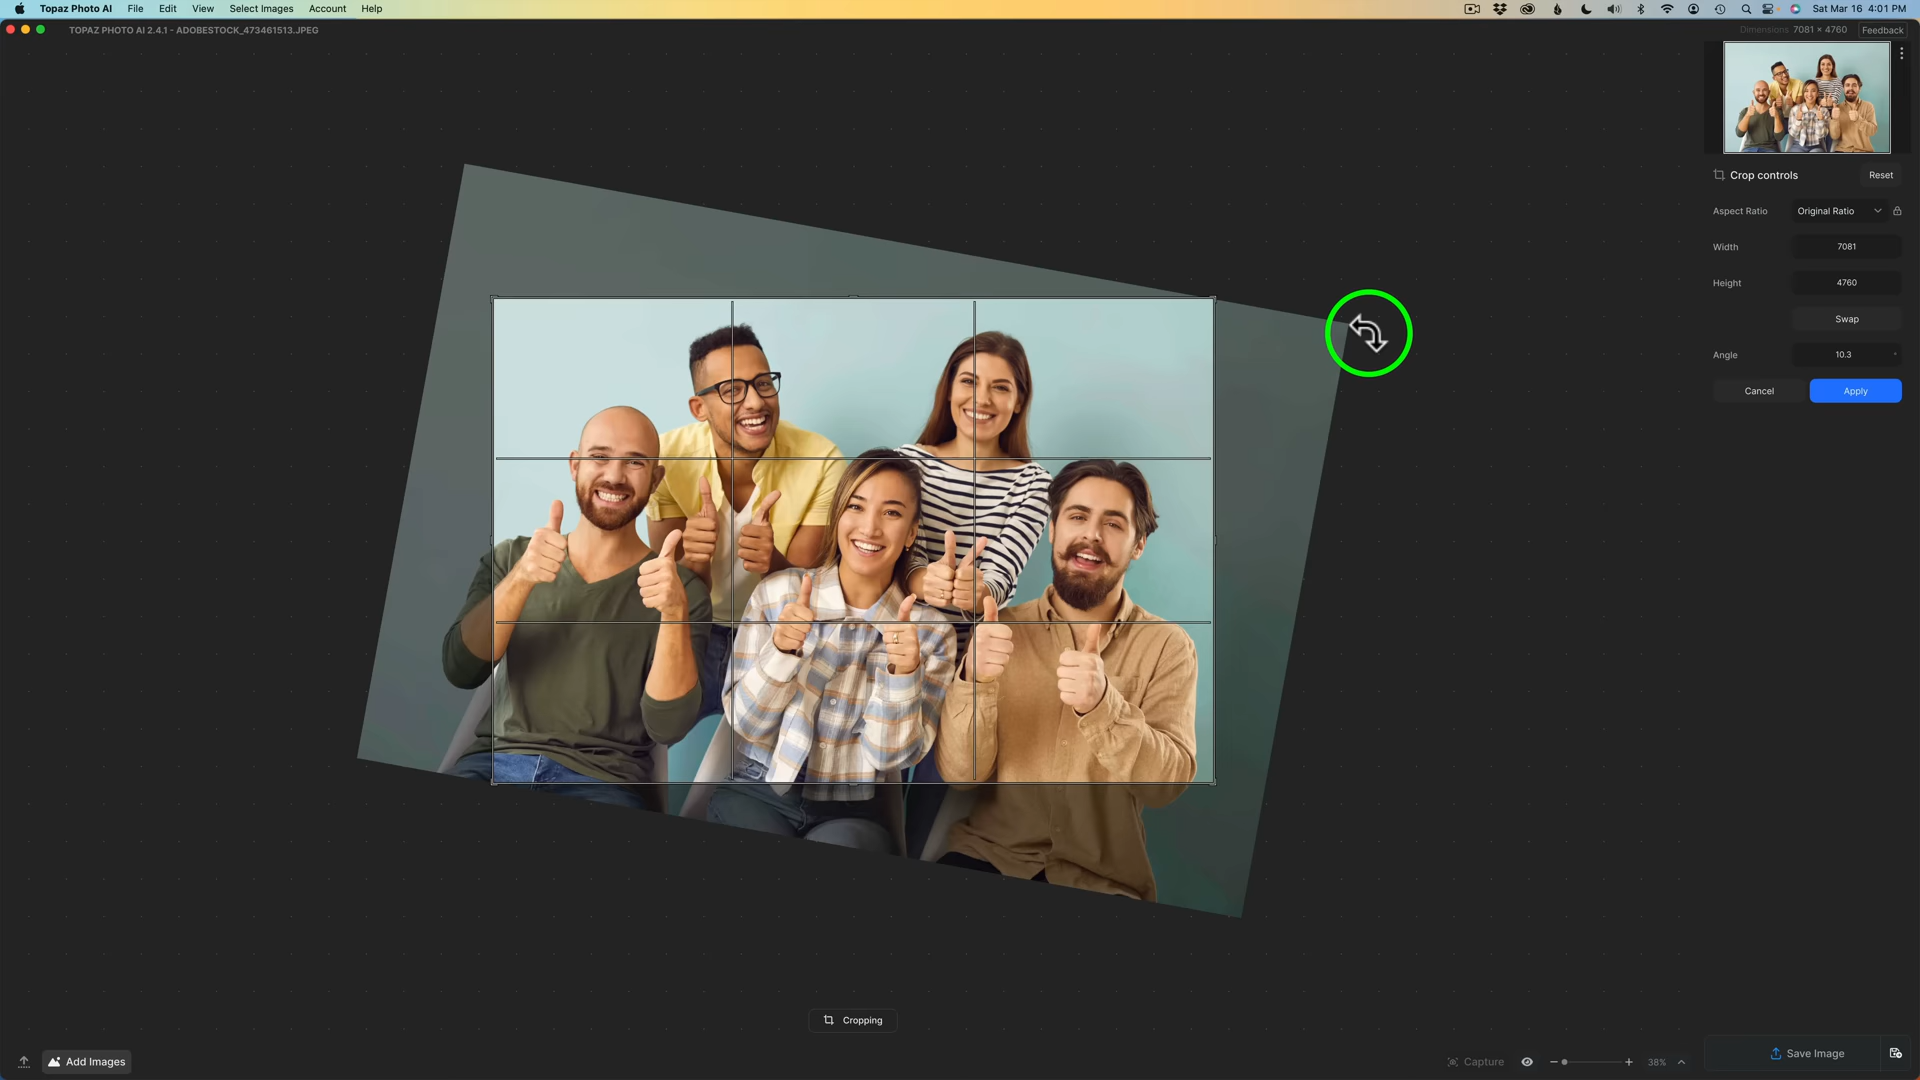 Topaz Photo AI File Edit View Select Images Account Help Sat Mar 16 4:01 PM
TOPAZ PHOTO AI 2.4.1 - ADOBESTOCK_473461513.JPEG Dimensions 7081 × 4760 Feedback
Crop controls Reset
Aspect Ratio Original Ratio
Width 7081
Height 4760
Swap
Angle 10.3 °
Cancel Apply
Cropping
Add Images Capture 38% Save Image